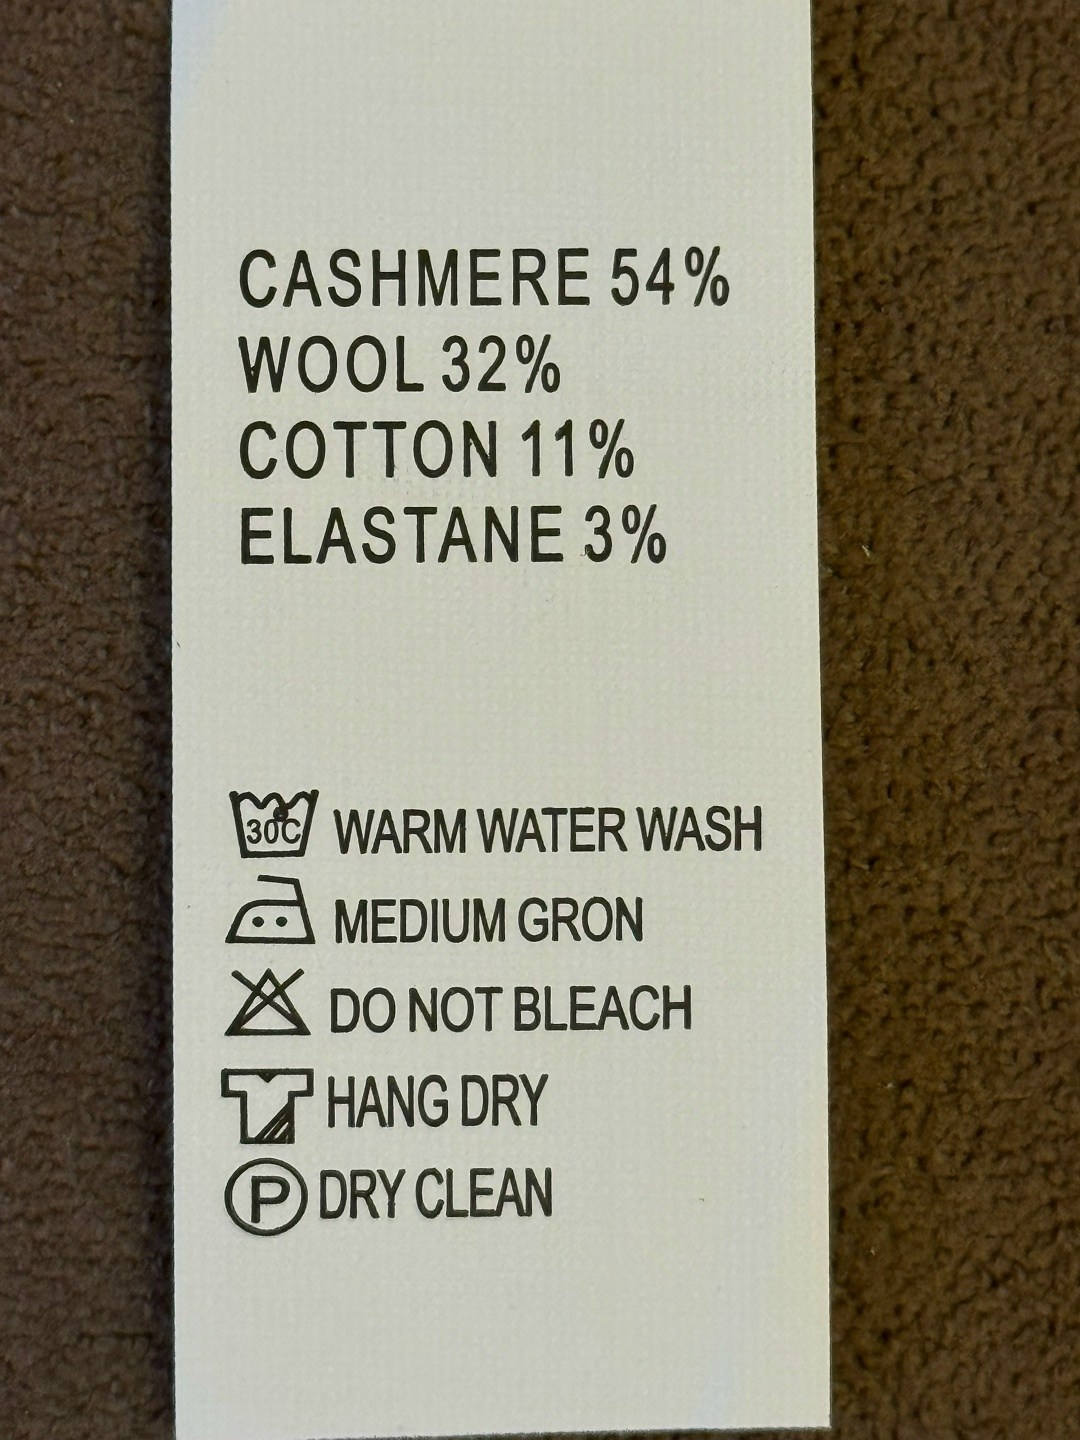 CASHMERE 54%
WOOL 32%
COTTON 11%
ELASTANE 3%
30C WARM WATER WASH
MEDIUM GRON
DO NOT BLEACH
HANG DRY
P DRY CLEAN